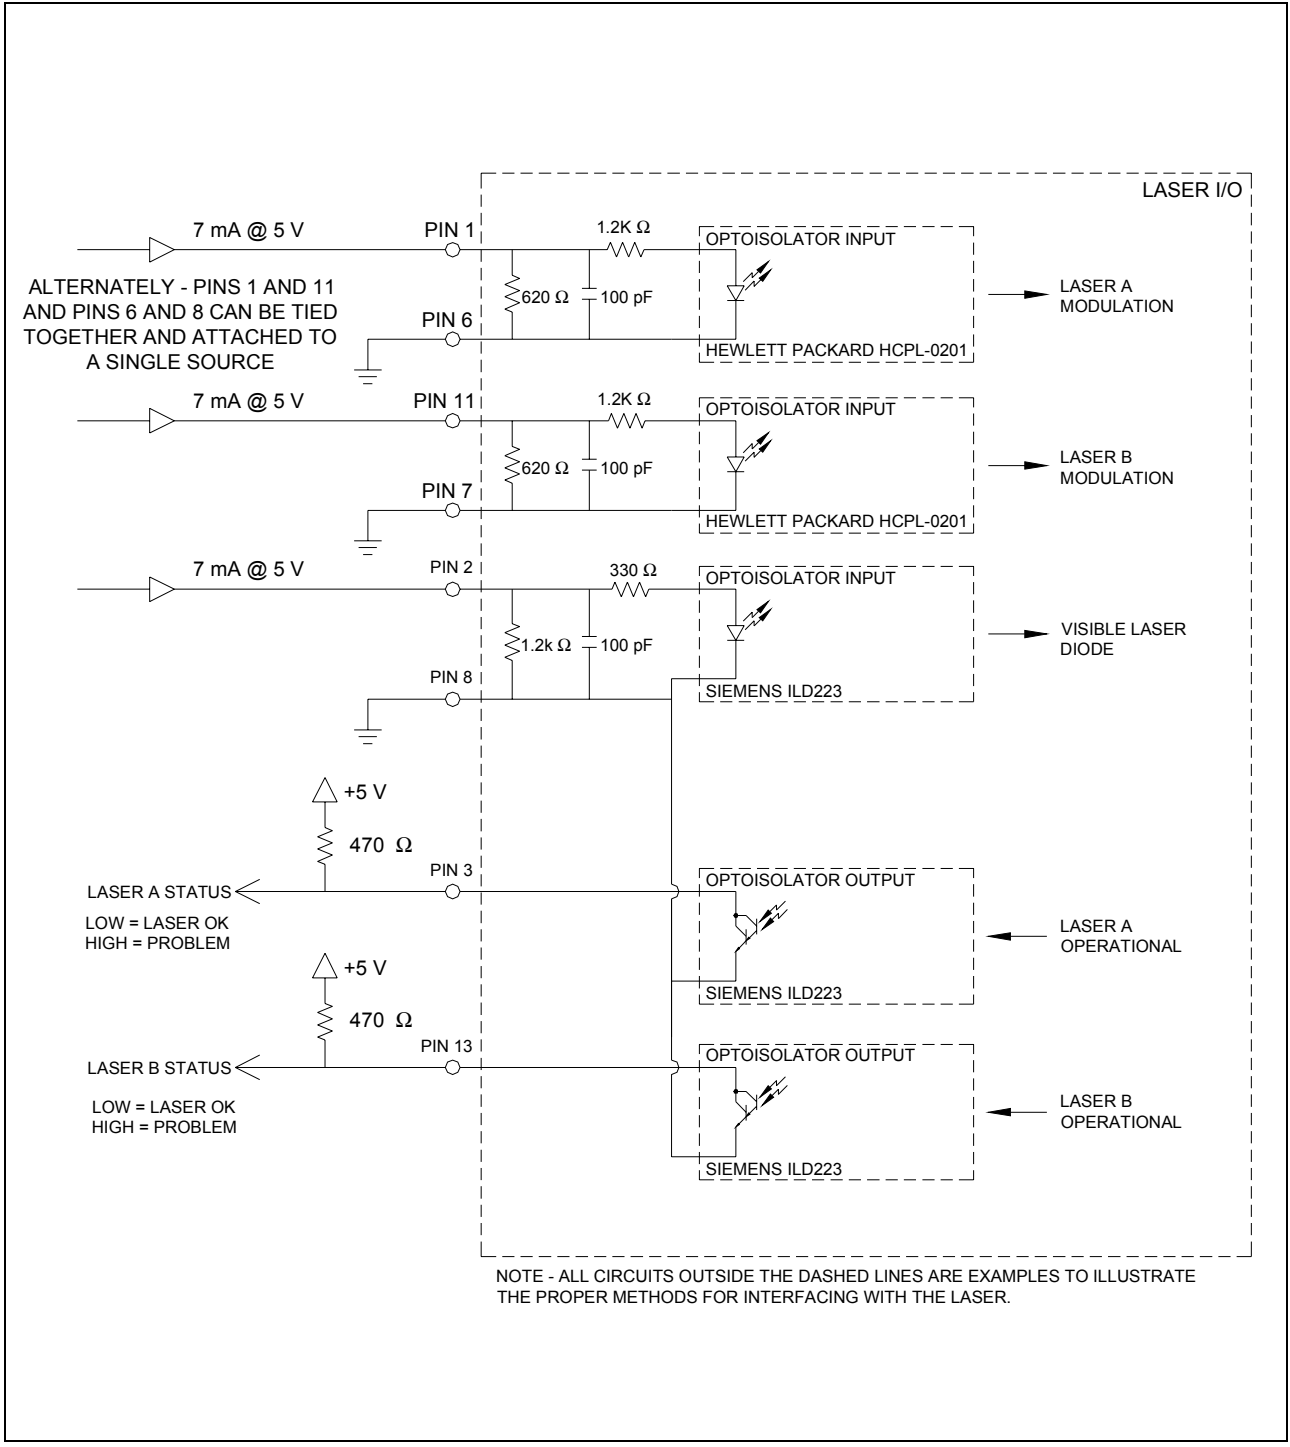 LASER I/O
7 mA @ 5 V
PIN 1
1.2K Ω
OPTOISOLATOR INPUT
ALTERNATELY - PINS 1 AND 11
AND PINS 6 AND 8 CAN BE TIED
TOGETHER AND ATTACHED TO
A SINGLE SOURCE
620 Ω
100 pF
LASER A
MODULATION
PIN 6
HEWLETT PACKARD HCPL-0201
7 mA @ 5 V
PIN 11
1.2K Ω
OPTOISOLATOR INPUT
620 Ω
100 pF
LASER B
MODULATION
PIN 7
HEWLETT PACKARD HCPL-0201
7 mA @ 5 V
PIN 2
330 Ω
OPTOISOLATOR INPUT
1.2k Ω
100 pF
VISIBLE LASER
DIODE
PIN 8
SIEMENS ILD223
+5 V
470 Ω
PIN 3
OPTOISOLATOR OUTPUT
LASER A STATUS
LOW = LASER OK
HIGH = PROBLEM
LASER A
OPERATIONAL
SIEMENS ILD223
+5 V
470 Ω
PIN 13
OPTOISOLATOR OUTPUT
LASER B STATUS
LOW = LASER OK
HIGH = PROBLEM
LASER B
OPERATIONAL
SIEMENS ILD223
NOTE - ALL CIRCUITS OUTSIDE THE DASHED LINES ARE EXAMPLES TO ILLUSTRATE
THE PROPER METHODS FOR INTERFACING WITH THE LASER.